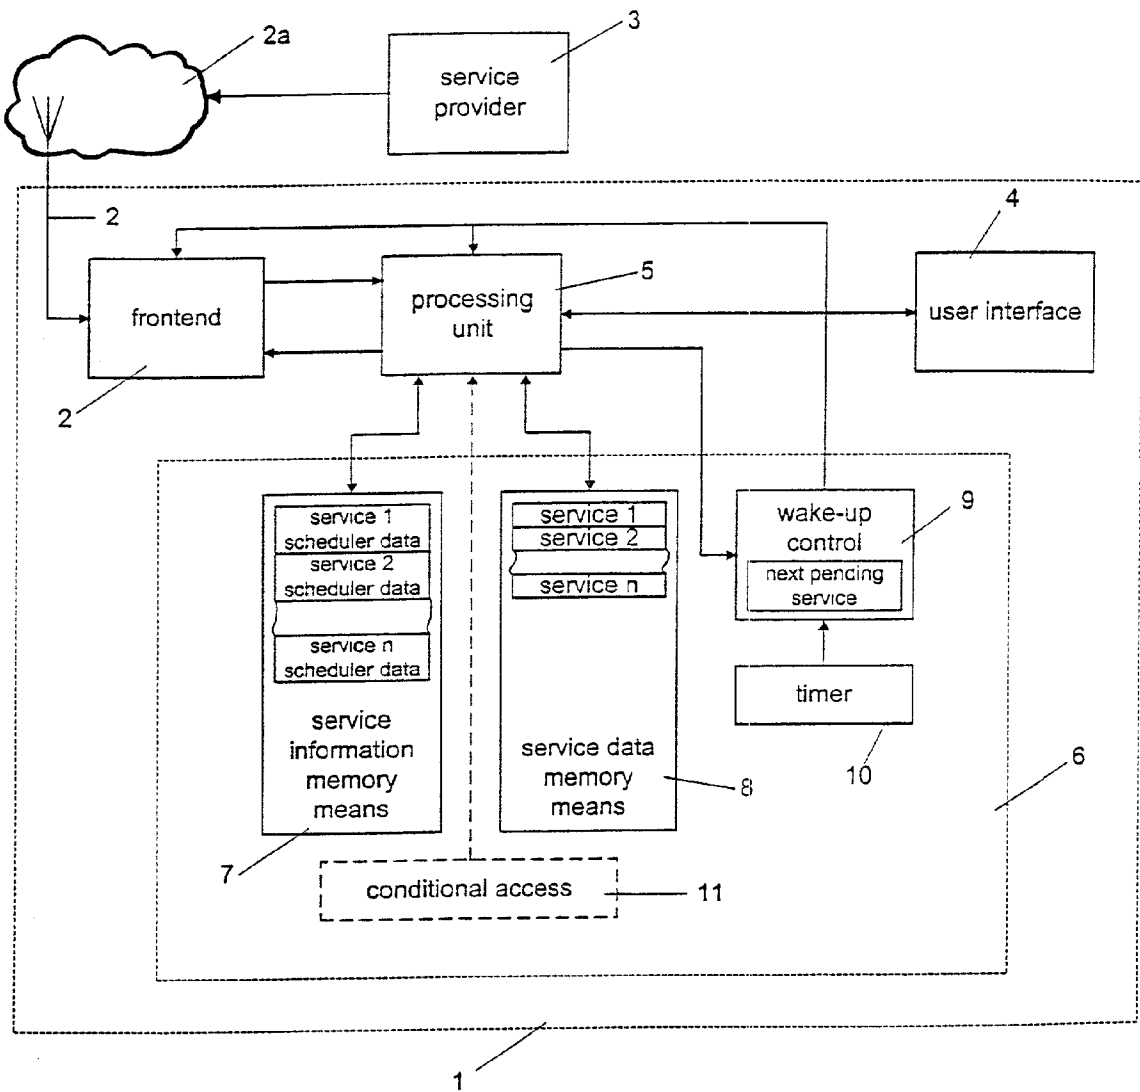 2a
3
service
provider
2
4
frontend
processing
unit
5
user interface
2
service 1
scheduler data
service 2
scheduler data
service n
scheduler data
service
information
memory
means
7
service 1
service 2
service n
service data
memory
means
8
wake-up
control
next pending
service
9
timer
10
6
conditional access
11
1